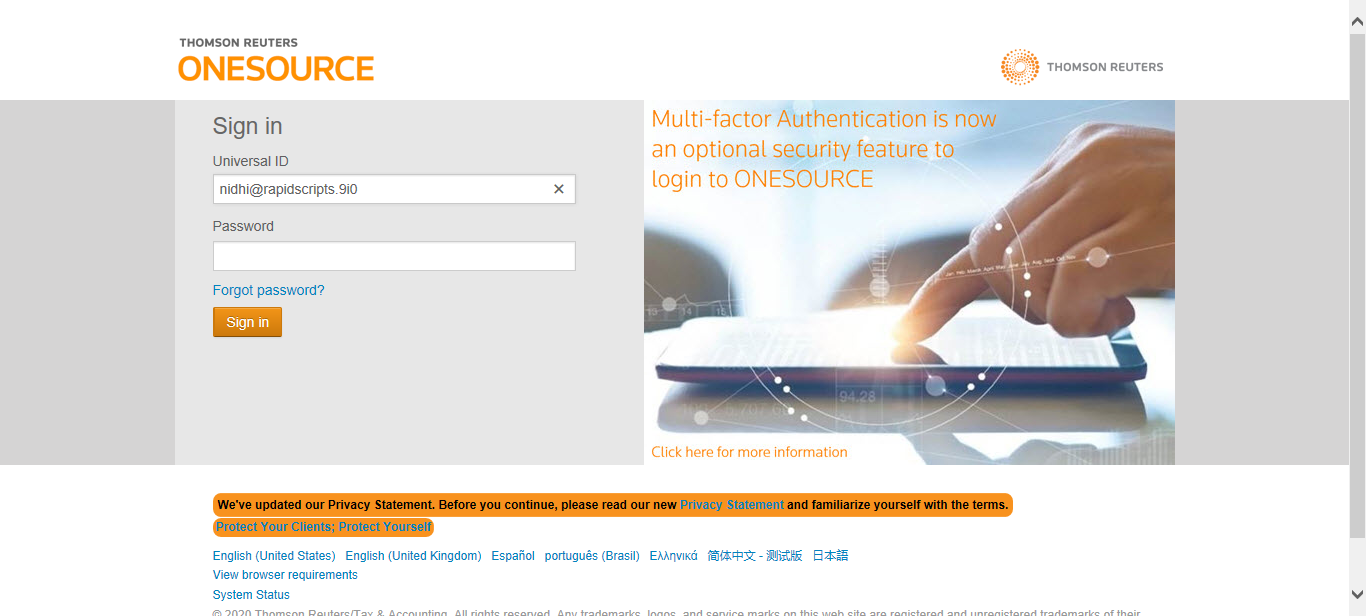 THOMSON REUTERS
ONESOURCE
THOMSON REUTERS
Sign in
Universal ID
nidhi@rapidscripts.9i0
Password
Forgot password?
Sign in
Multi-factor Authentication is now
an optional security feature to
login to ONESOURCE
13 14 15
94.28
Click here for more information
We've updated our Privacy Statement. Before you continue, please read our new Privacy Statement and familiarize yourself with the terms.
Protect Your Clients; Protect Yourself
English (United States) English (United Kingdom) Español português (Brasil) Ελληνικά 简体中文 - 测试版 日本語
View browser requirements
System Status
© 2020 Thomson Reuters/Tax & Accounting. All rights reserved. Any trademarks, logos, and service marks on this web site are registered and unregistered trademarks of their